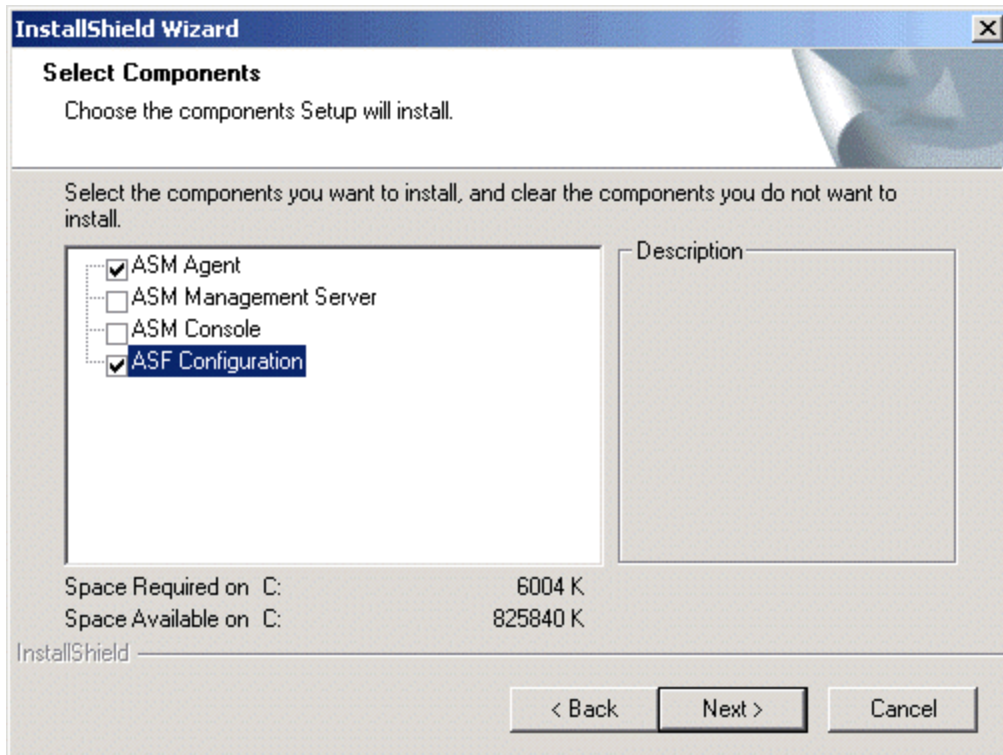 InstallShield Wizard
Select Components
Choose the components Setup will install.
Select the components you want to install, and clear the components you do not want to
install.
ASM Agent
ASM Management Server
ASM Console
ASF Configuration
Description
Space Required on C: 6004 K
Space Available on C: 825840 K
InstallShield
< Back Next > Cancel